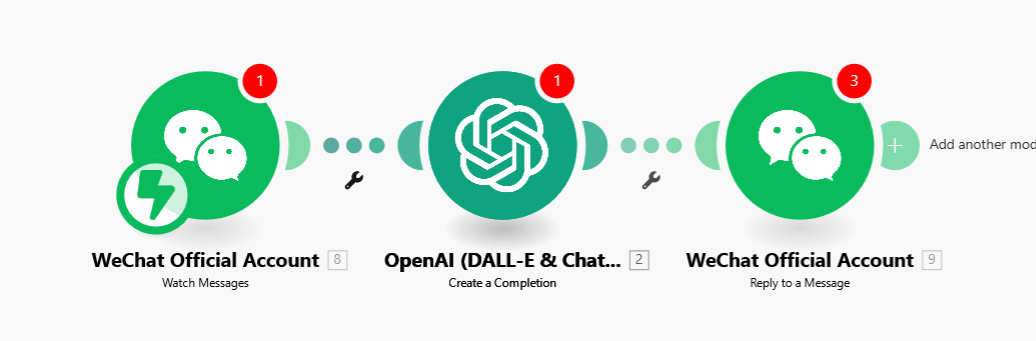 1
1
3
Add another mod
WeChat Official Account 8
OpenAI (DALL-E & Chat... 2
WeChat Official Account 9
Watch Messages
Create a Completion
Reply to a Message